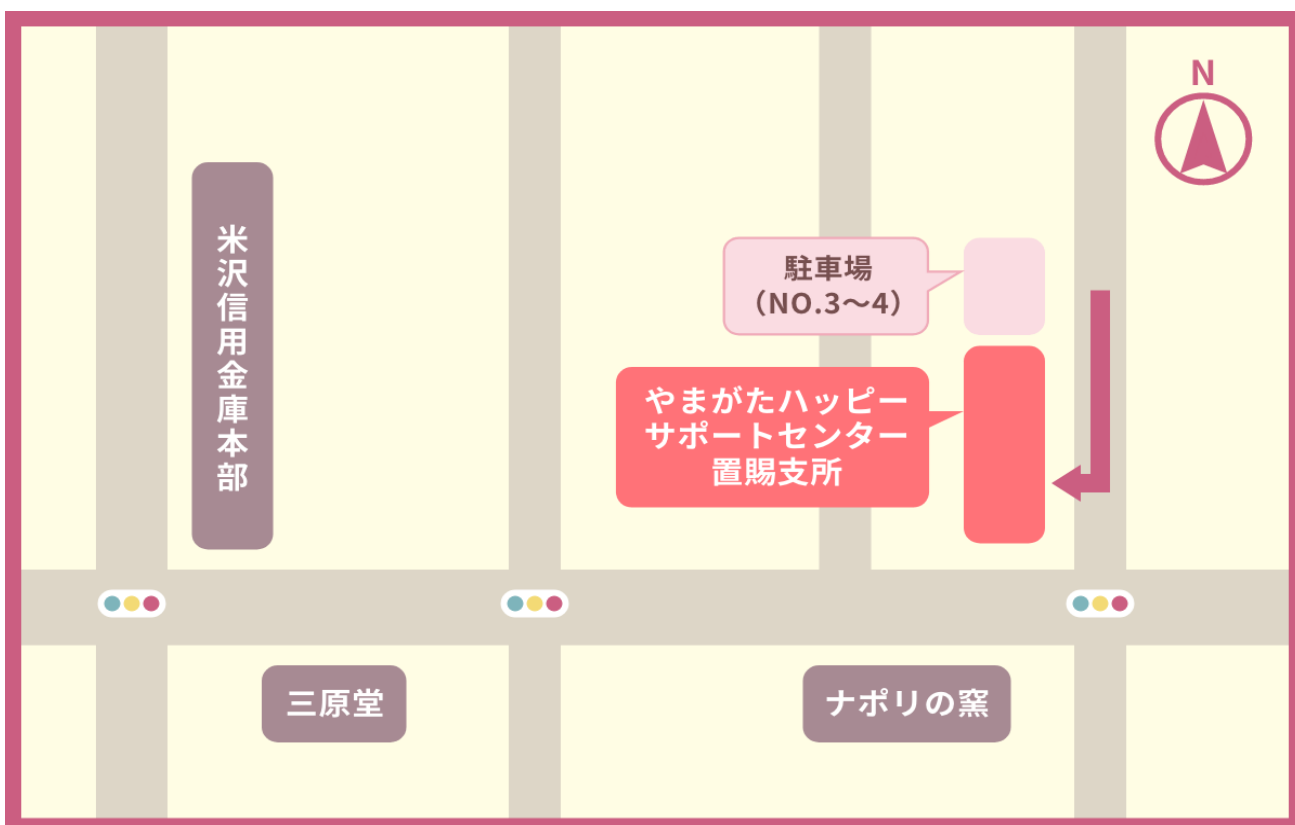 N
米沢信用金庫本部
駐車場
（NO.3〜4）
やまがたハッピー
サポートセンター
置賜支所
三原堂
ナポリの窯